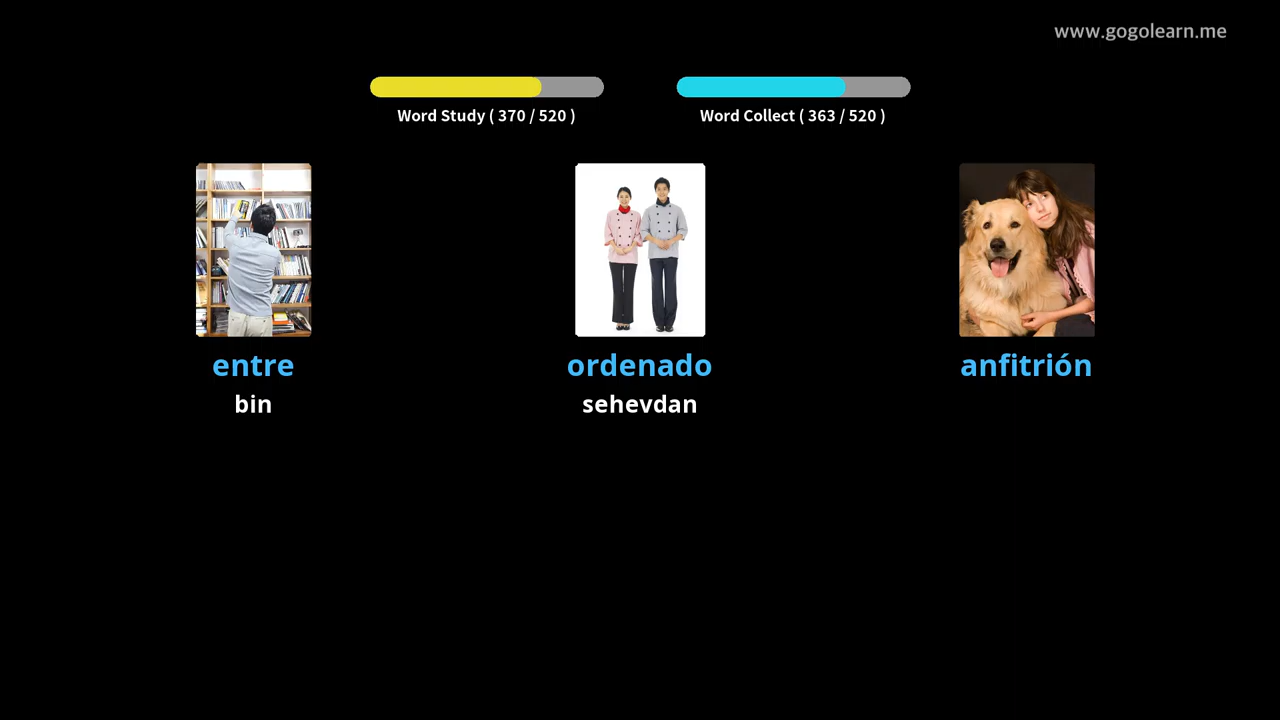 www.gogolearn.me
Word Study ( 370 / 520 )
Word Collect ( 363 / 520 )
entre
bin
ordenado
sehevdan
anfitrión